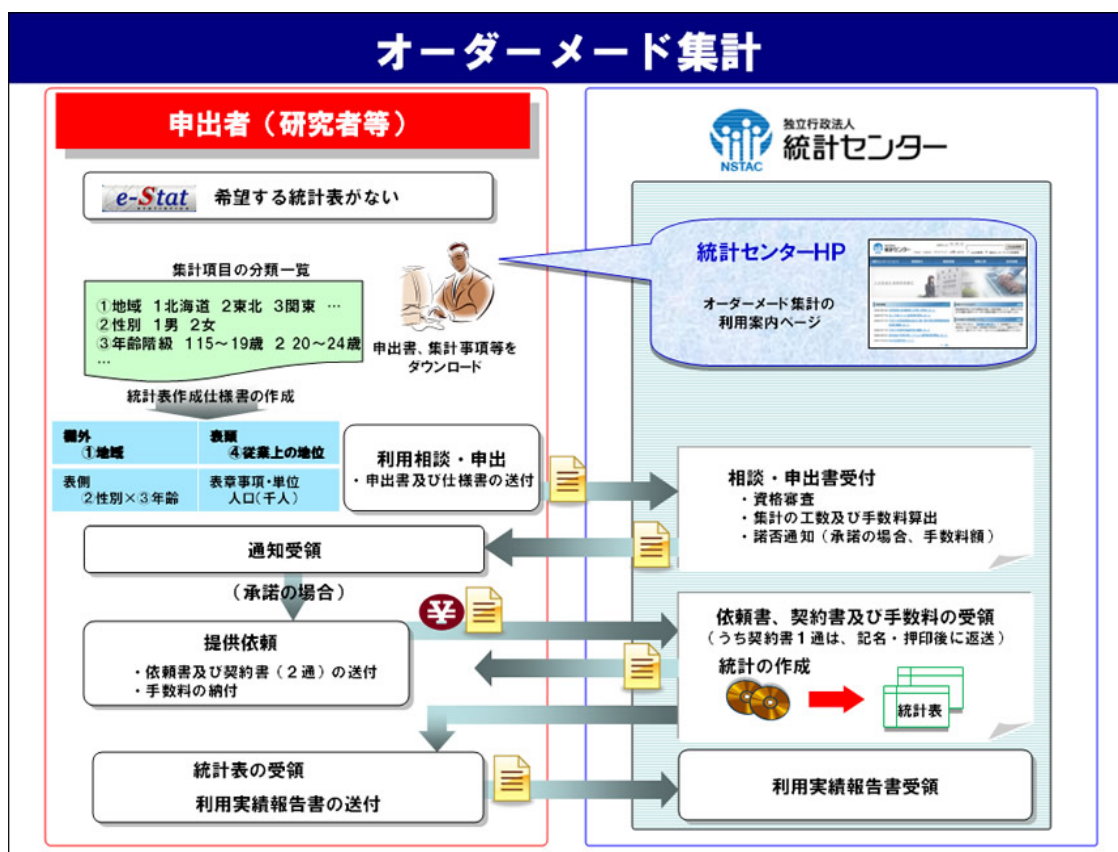 オーダーメード集計
申出者（研究者等）
e-Stat 希望する統計表がない
集計項目の分類一覧
①地域 1北海道 2東北 3関東 …
②性別 1男 2女
③年齢階級 115～19歳 2 20～24歳
…
申出書、集計事項等を
ダウンロード
統計表作成仕様書の作成
欄外
①地域
表頭
④従業上の地位
表側
②性別×③年齢
表章事項・単位
人口(千人)
利用相談・申出
・申出書及び仕様書の送付
通知受領
(承諾の場合)
¥
提供依頼
・依頼書及び契約書（２通）の送付
・手数料の納付
統計表の受領
利用実績報告書の送付
NSTAC
独立行政法人
統計センター
統計センターHP
オーダーメード集計の
利用案内ページ
相談・申出書受付
・資格審査
・集計の工数及び手数料算出
・諾否通知（承諾の場合、手数料額）
依頼書、契約書及び手数料の受領
（うち契約書１通は、記名・押印後に返送）
統計の作成
統計表
利用実績報告書受領